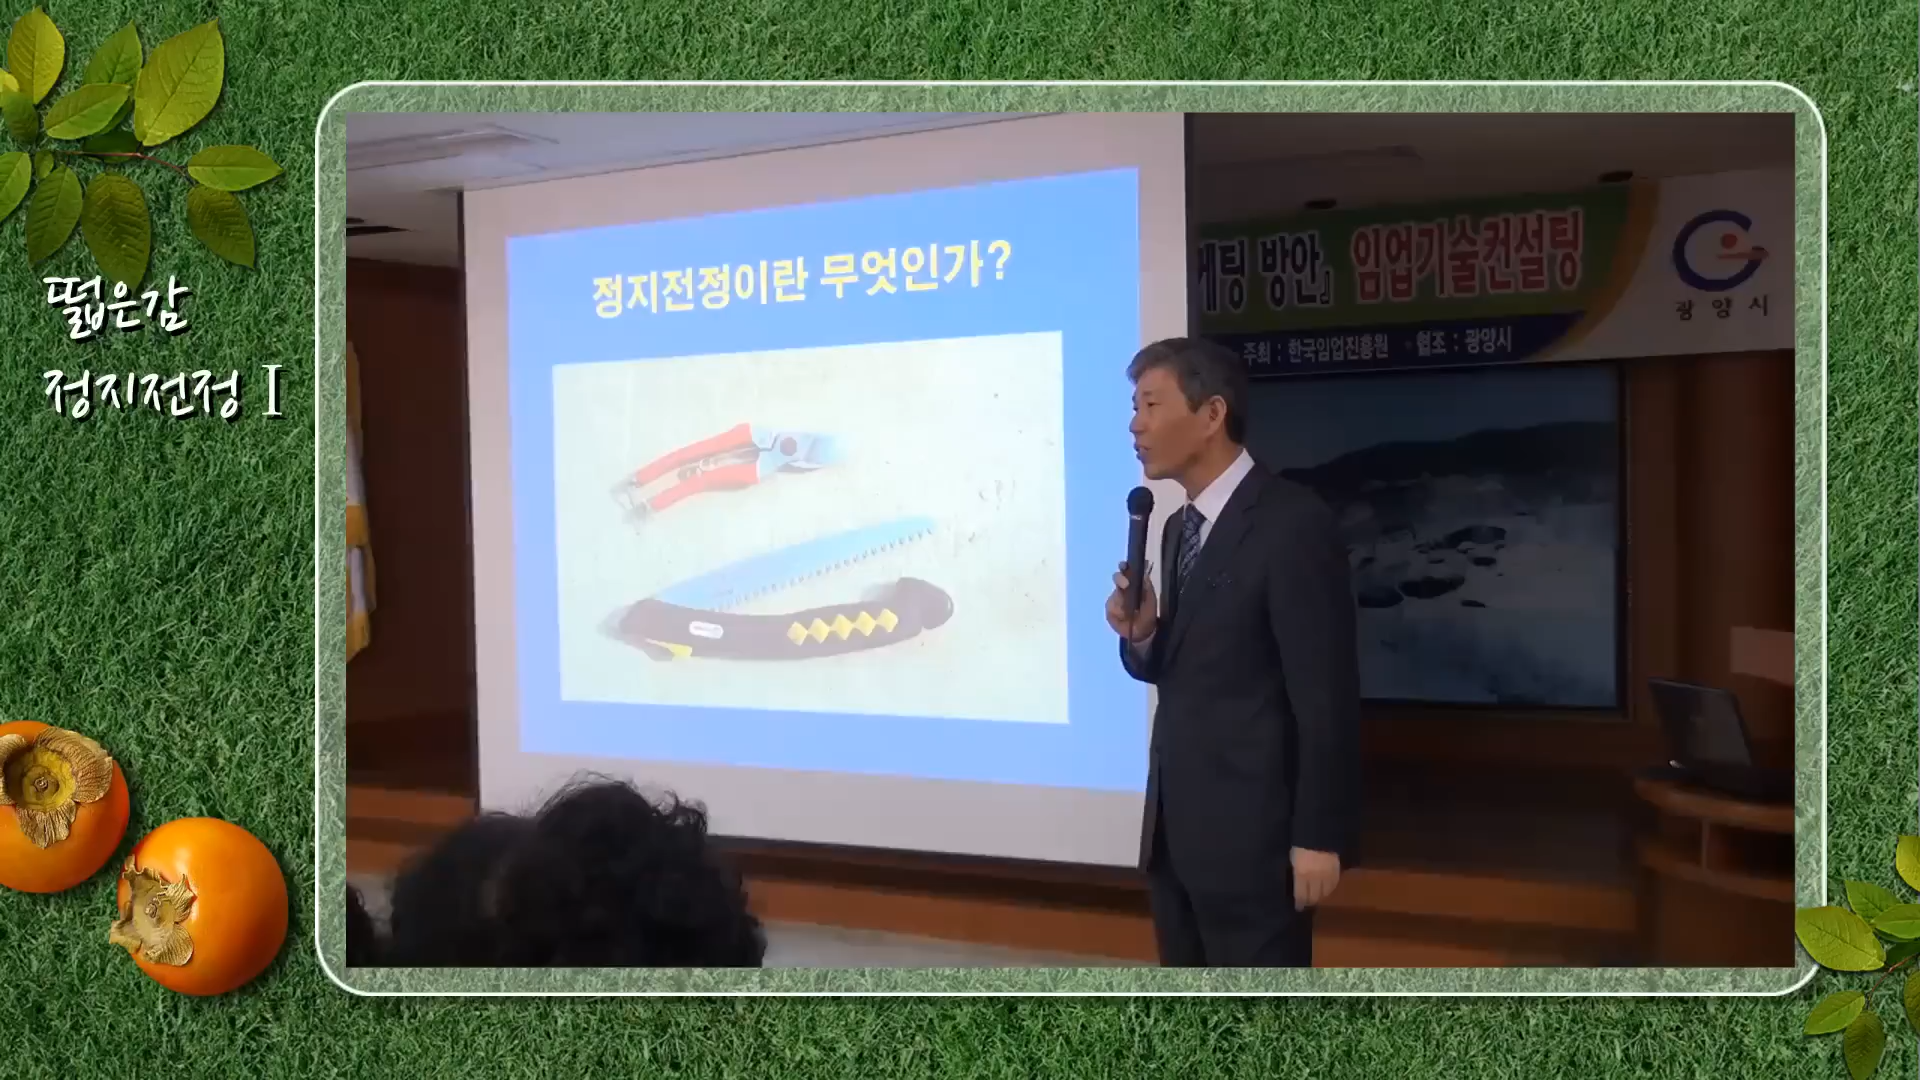 떫은감
정지전정 I
정지전정이란 무엇인가?
케팅 방안』 임업기술컨설팅
주최 : 한국임업진흥원 * 협조 : 광양시
광양시